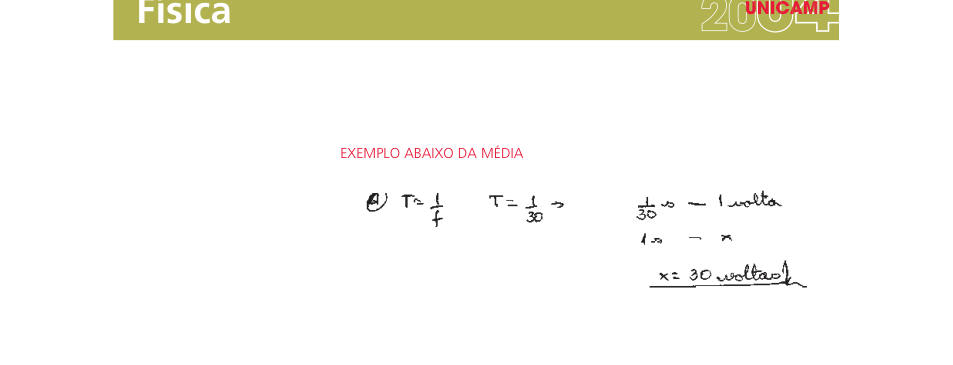 Física
2004 UNICAMP
EXEMPLO ABAIXO DA MÉDIA
a) T = 1/f T = 1/30 s 1/30 s — 1 volta
1 s — x
x = 30 voltas